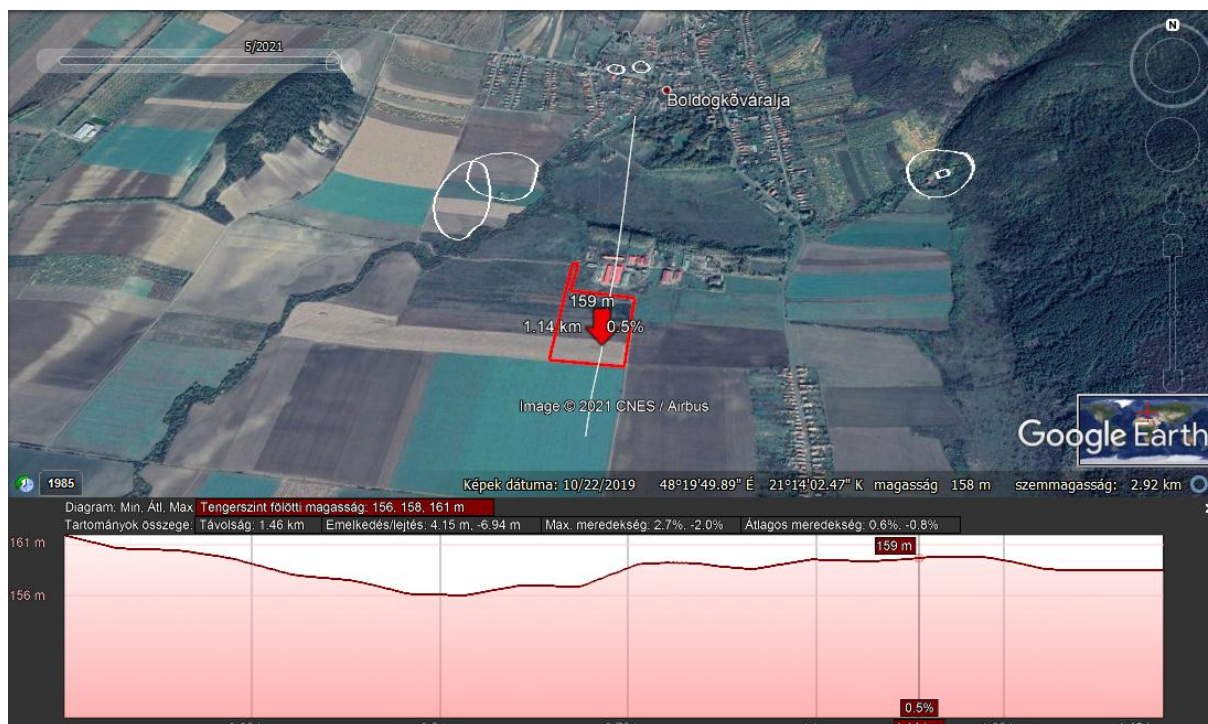 5/2021
N
Boldogkőváralja
159 m
1.14 km 0.5%
Image © 2021 CNES / Airbus
Google Earth
1985
Képek dátuma: 10/22/2019 48°19'49.89" É 21°14'02.47" K magasság 158 m szemmagasság: 2.92 km
Diagram: Min, Átl, Max Tengerszint fölötti magasság: 156, 158, 161 m
Tartományok összege: Távolság: 1.46 km Emelkedés/lejtés: 4.15 m, -6.94 m Max. meredekség: 2.7%, -2.0% Átlagos meredekség: 0.6%, -0.8%
161 m
159 m
156 m
0.5%